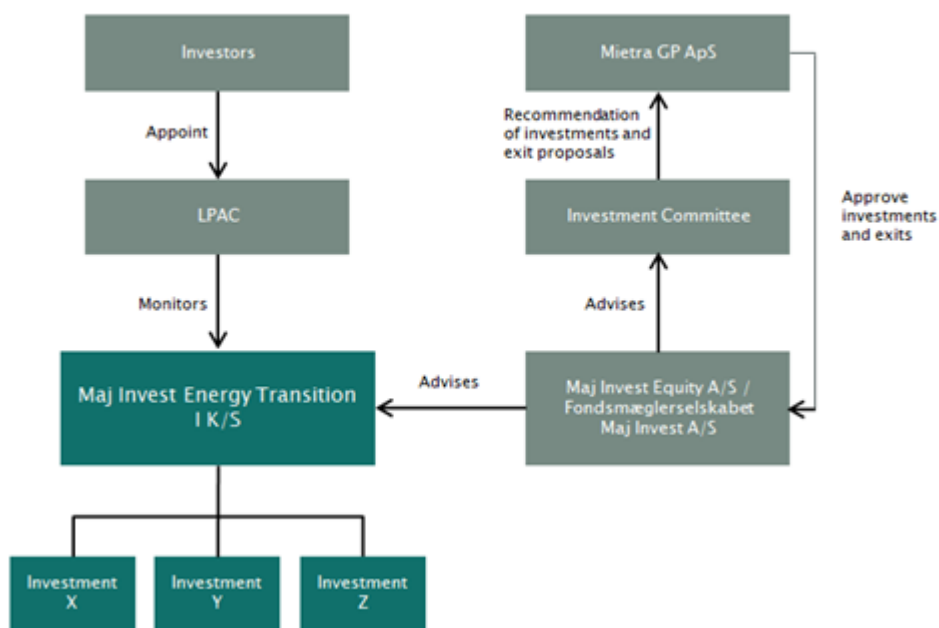 Investors
Mietra GP ApS
Appoint
Recommendation
of investments and
exit proposals
LPAC
Investment Committee
Approve
investments
and exits
Monitors
Advises
Maj Invest Energy Transition
I K/S
Advises
Maj Invest Equity A/S /
Fondsmæglerselskabet
Maj Invest A/S
Investment
X
Investment
Y
Investment
Z